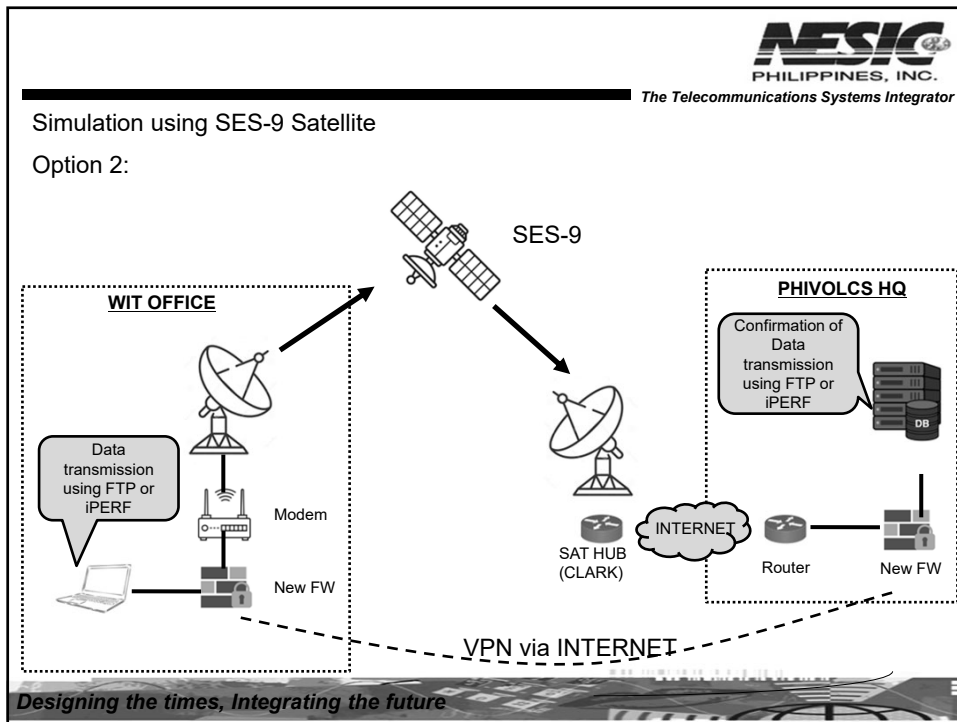 NESIC
PHILIPPINES, INC.
The Telecommunications Systems Integrator
Simulation using SES-9 Satellite
Option 2:
SES-9
WIT OFFICE
Data
transmission
using FTP or
iPERF
Modem
New FW
SAT HUB
(CLARK)
INTERNET
PHIVOLCS HQ
Confirmation of
Data
transmission
using FTP or
iPERF
DB
Router
New FW
VPN via INTERNET
Designing the times, Integrating the future